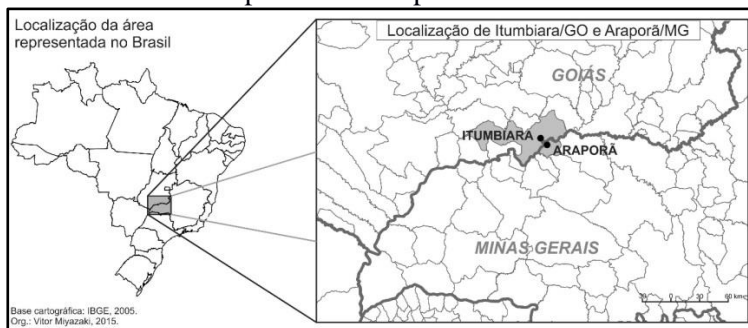 Localização da área
representada no Brasil
Base cartográfica: IBGE, 2005.
Org.: Vitor Miyazaki, 2015.
Localização de Itumbiara/GO e Araporã/MG
GOIÁS
ITUMBIARA
ARAPORÃ
MINAS GERAIS
60 km